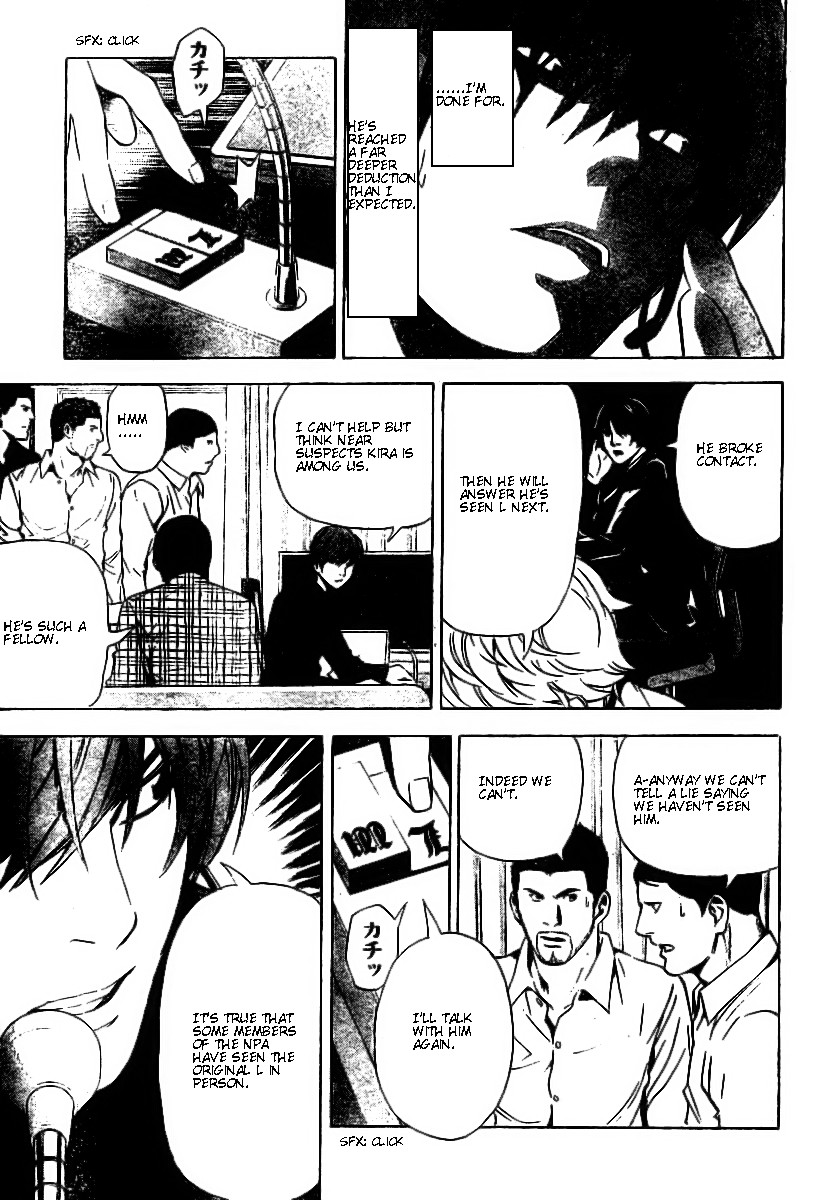 ......I'M
DONE FOR.
HE'S
REACHED
A FAR
DEEPER
DEDUCTION
THAN I
EXPECTED.
SFX: CLICK
カチッ
M L
HE BROKE
CONTACT.
THEN HE WILL
ANSWER HE'S
SEEN L NEXT.
I CAN'T HELP BUT
THINK NEAR
SUSPECTS KIRA IS
AMONG US.
HMM
.....
HE'S SUCH A
FELLOW.
A-ANYWAY WE CAN'T
TELL A LIE SAYING
WE HAVEN'T SEEN
HIM.
INDEED WE
CAN'T.
M L
カチッ
I'LL TALK
WITH HIM
AGAIN.
SFX: CLICK
IT'S TRUE THAT
SOME MEMBERS
OF THE NPA
HAVE SEEN THE
ORIGINAL L IN
PERSON.